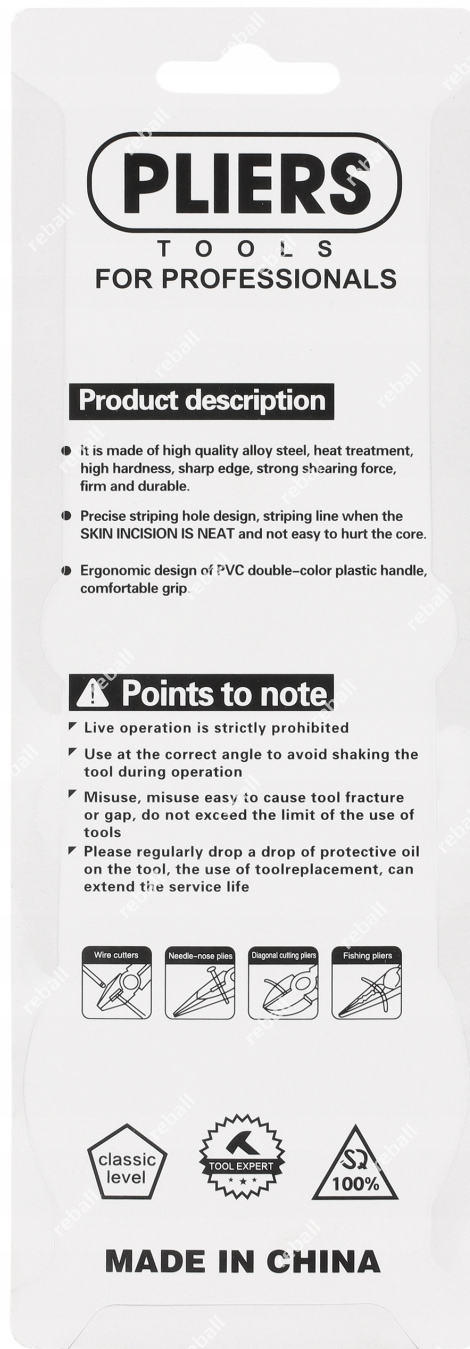 PLIERS
TOOLS
FOR PROFESSIONALS
Product description
It is made of high quality alloy steel, heat treatment,
high hardness, sharp edge, strong shearing force,
firm and durable.
Precise striping hole design, striping line when the
SKIN INCISION IS NEAT and not easy to hurt the core.
Ergonomic design of PVC double-color plastic handle,
comfortable grip.
Points to note
Live operation is strictly prohibited
Use at the correct angle to avoid shaking the
tool during operation
Misuse, misuse easy to cause tool fracture
or gap, do not exceed the limit of the use of
tools
Please regularly drop a drop of protective oil
on the tool, the use of toolreplacement, can
extend the service life
Wire cutters
Needle-nose plies
Diagonal cutting pliers
Fishing pliers
classic
level
TOOL EXPERT
SQ
100%
MADE IN CHINA
reball